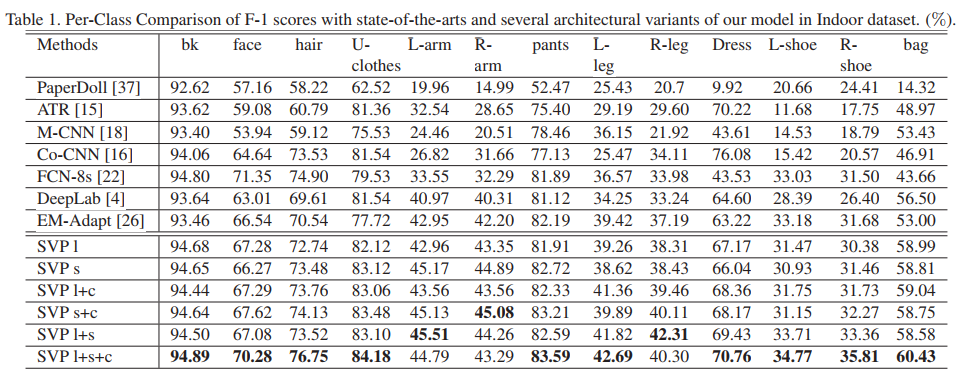 Table 1. Per-Class Comparison of F-1 scores with state-of-the-arts and several architectural variants of our model in Indoor dataset. (%).
Methods bk face hair U-clothes L-arm R-arm pants L-leg R-leg Dress L-shoe R-shoe bag
PaperDoll [37] 92.62 57.16 58.22 62.52 19.96 14.99 52.47 25.43 20.7 9.92 20.66 24.41 14.32
ATR [15] 93.62 59.08 60.79 81.36 32.54 28.65 75.40 29.19 29.60 70.22 11.68 17.75 48.97
M-CNN [18] 93.40 53.94 59.12 75.53 24.46 20.51 78.46 36.15 21.92 43.61 14.53 18.79 53.43
Co-CNN [16] 94.06 64.64 73.53 81.54 26.82 31.66 77.13 25.47 34.11 76.08 15.42 20.57 46.91
FCN-8s [22] 94.80 71.35 74.90 79.53 33.55 32.29 81.89 36.57 33.98 43.53 33.03 31.50 43.66
DeepLab [4] 93.64 63.01 69.61 81.54 40.97 40.31 81.12 34.25 33.24 64.60 28.39 26.40 56.50
EM-Adapt [26] 93.46 66.54 70.54 77.72 42.95 42.20 82.19 39.42 37.19 63.22 33.18 31.68 53.00
SVP l 94.68 67.28 72.74 82.12 42.96 43.35 81.91 39.26 38.31 67.17 31.47 30.38 58.99
SVP s 94.65 66.27 73.48 83.12 45.17 44.89 82.72 38.62 38.43 66.04 30.93 31.46 58.81
SVP l+c 94.44 67.29 73.76 83.06 43.56 43.56 82.33 41.36 39.46 68.36 31.75 31.73 59.04
SVP s+c 94.64 67.62 74.13 83.48 45.13 45.08 83.21 39.89 40.11 68.17 31.15 32.27 58.75
SVP l+s 94.50 67.08 73.52 83.10 45.51 44.26 82.59 41.82 42.31 69.43 33.71 33.36 58.58
SVP l+s+c 94.89 70.28 76.75 84.18 44.79 43.29 83.59 42.69 40.30 70.76 34.77 35.81 60.43